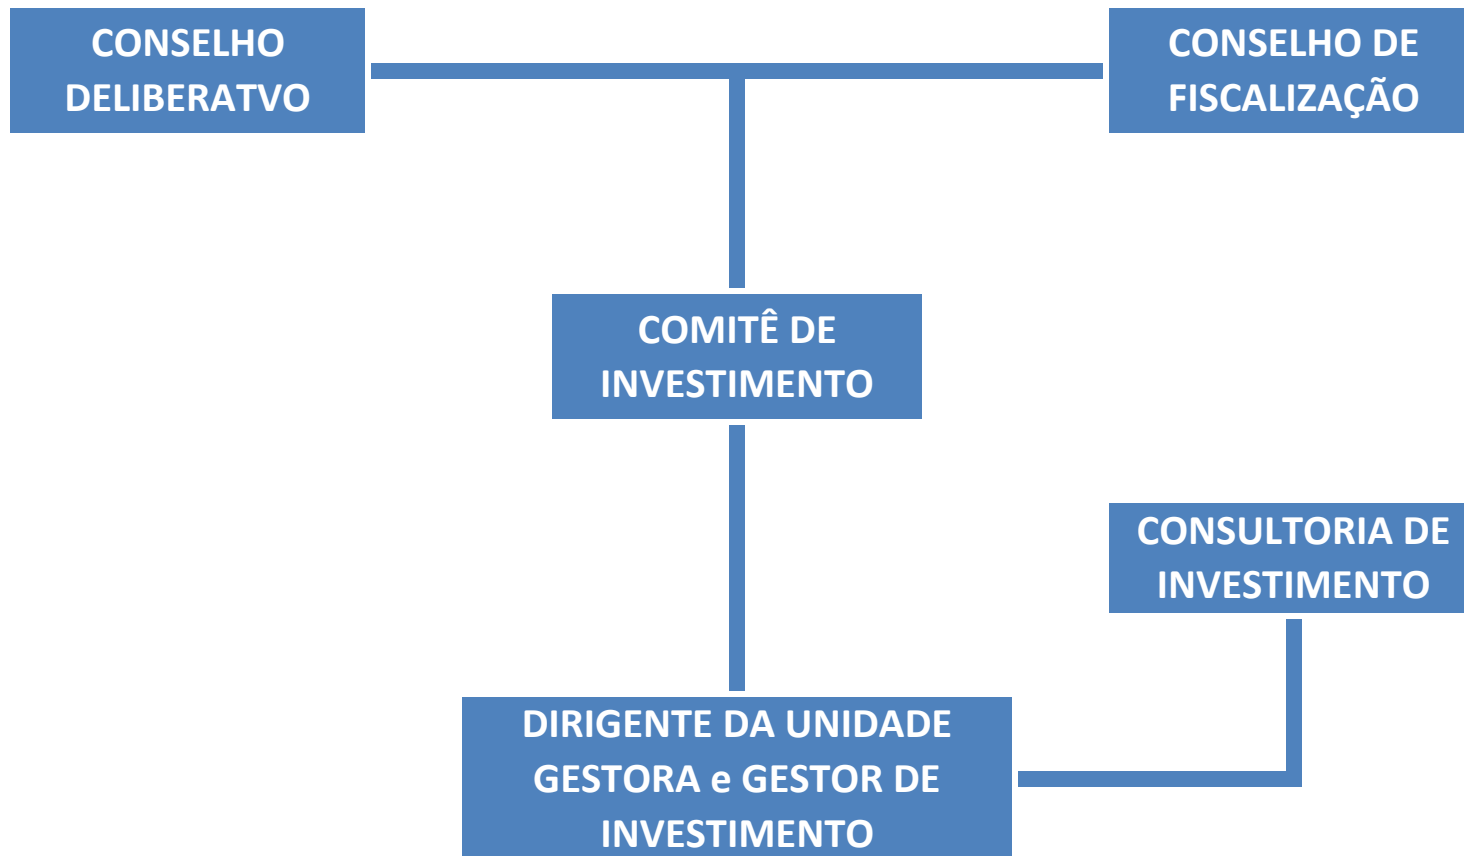 CONSELHO
DELIBERATVO
CONSELHO DE
FISCALIZAÇÃO
COMITÊ DE
INVESTIMENTO
CONSULTORIA DE
INVESTIMENTO
DIRIGENTE DA UNIDADE
GESTORA e GESTOR DE
INVESTIMENTO